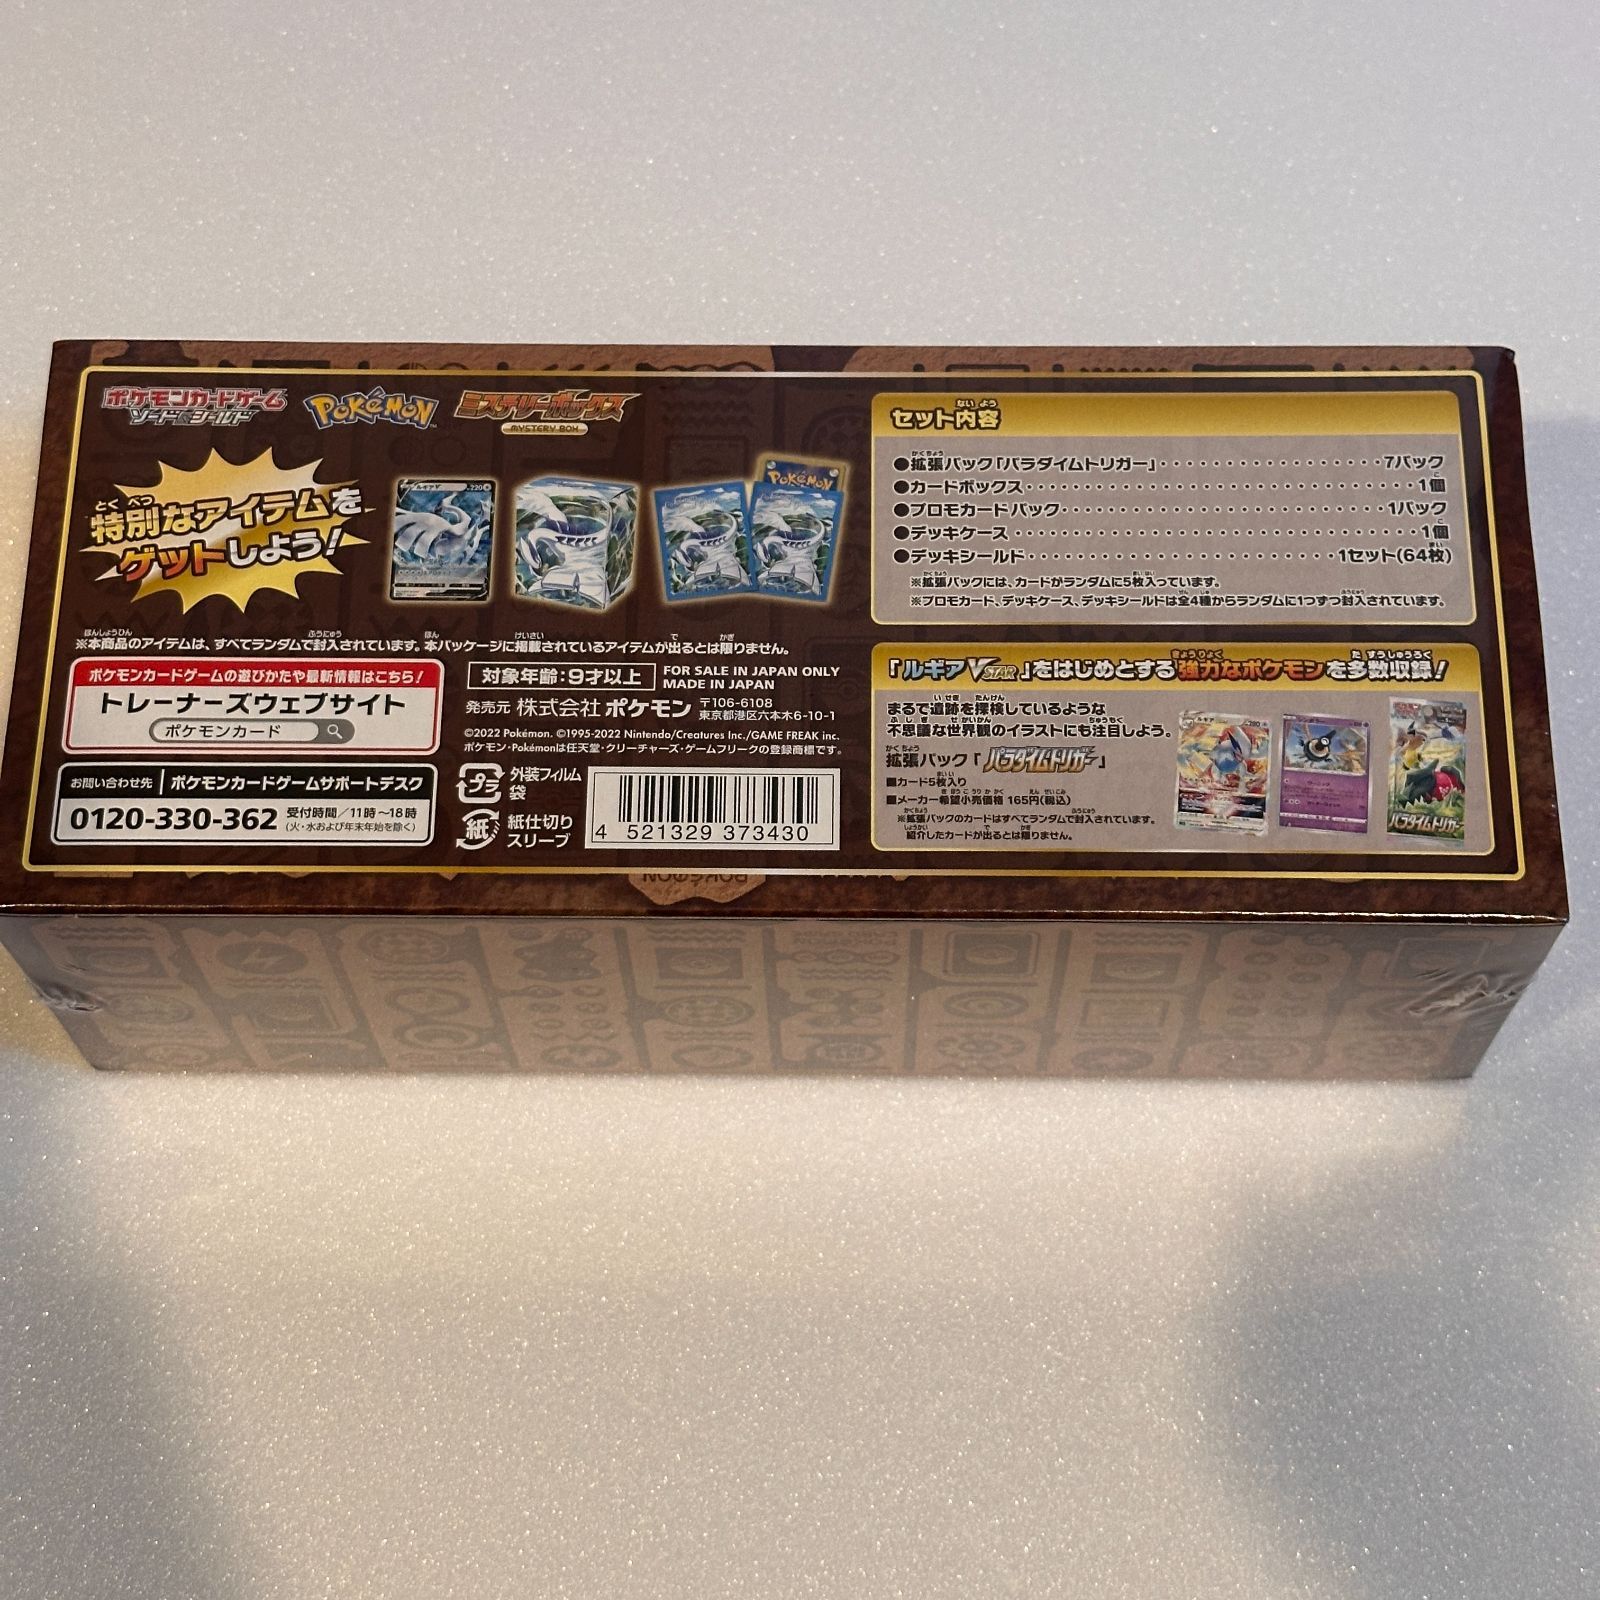 ポケモンカードゲーム
ソード&シールド
POKéMON
ミステリーボックス
MYSTERY BOX
特別なアイテムを
ゲットしよう!
ルギアV
220
POKéMON
※本商品のアイテムは、すべてランダムで封入されています。本パッケージに掲載されているアイテムが出るとは限りません。
ポケモンカードゲームの遊びかたや最新情報はこちら!
トレーナーズウェブサイト
ポケモンカード
お問い合わせ先
ポケモンカードゲームサポートデスク
0120-330-362
受付時間/11時〜18時
(火・水および年末年始を除く)
対象年齢:9才以上
FOR SALE IN JAPAN ONLY
MADE IN JAPAN
発売元 株式会社 ポケモン
〒106-6108
東京都港区六本木6-10-1
©2022 Pokémon. ©1995-2022 Nintendo/Creatures Inc./GAME FREAK inc.
ポケモン・Pokémonは任天堂・クリーチャーズ・ゲームフリークの登録商標です。
プラ
外装フィルム
袋
紙
紙仕切り
スリーブ
4 521329 373430
セット内容
●拡張パック「パラダイムトリガー」・・・・・・・・・・・・・・7パック
●カードボックス・・・・・・・・・・・・・・・・・・・・・・・・・1個
●プロモカードパック・・・・・・・・・・・・・・・・・・・・・・1パック
●デッキケース・・・・・・・・・・・・・・・・・・・・・・・・・・1個
●デッキシールド・・・・・・・・・・・・・・・・・・・・1セット(64枚)
※拡張パックには、カードがランダムに5枚入っています。
※プロモカード、デッキケース、デッキシールドは全4種からランダムに1つずつ封入されています。
「ルギアVSTAR」をはじめとする強力なポケモンを多数収録!
まるで遺跡を探検しているような
不思議な世界観のイラストにも注目しよう。
拡張パック「パラダイムトリガー」
■カード5枚入り
■メーカー希望小売価格 165円(税込)
※拡張パックのカードはすべてランダムで封入されています。
紹介したカードが出るとは限りません。
ルギア
280
パラダイムトリガー